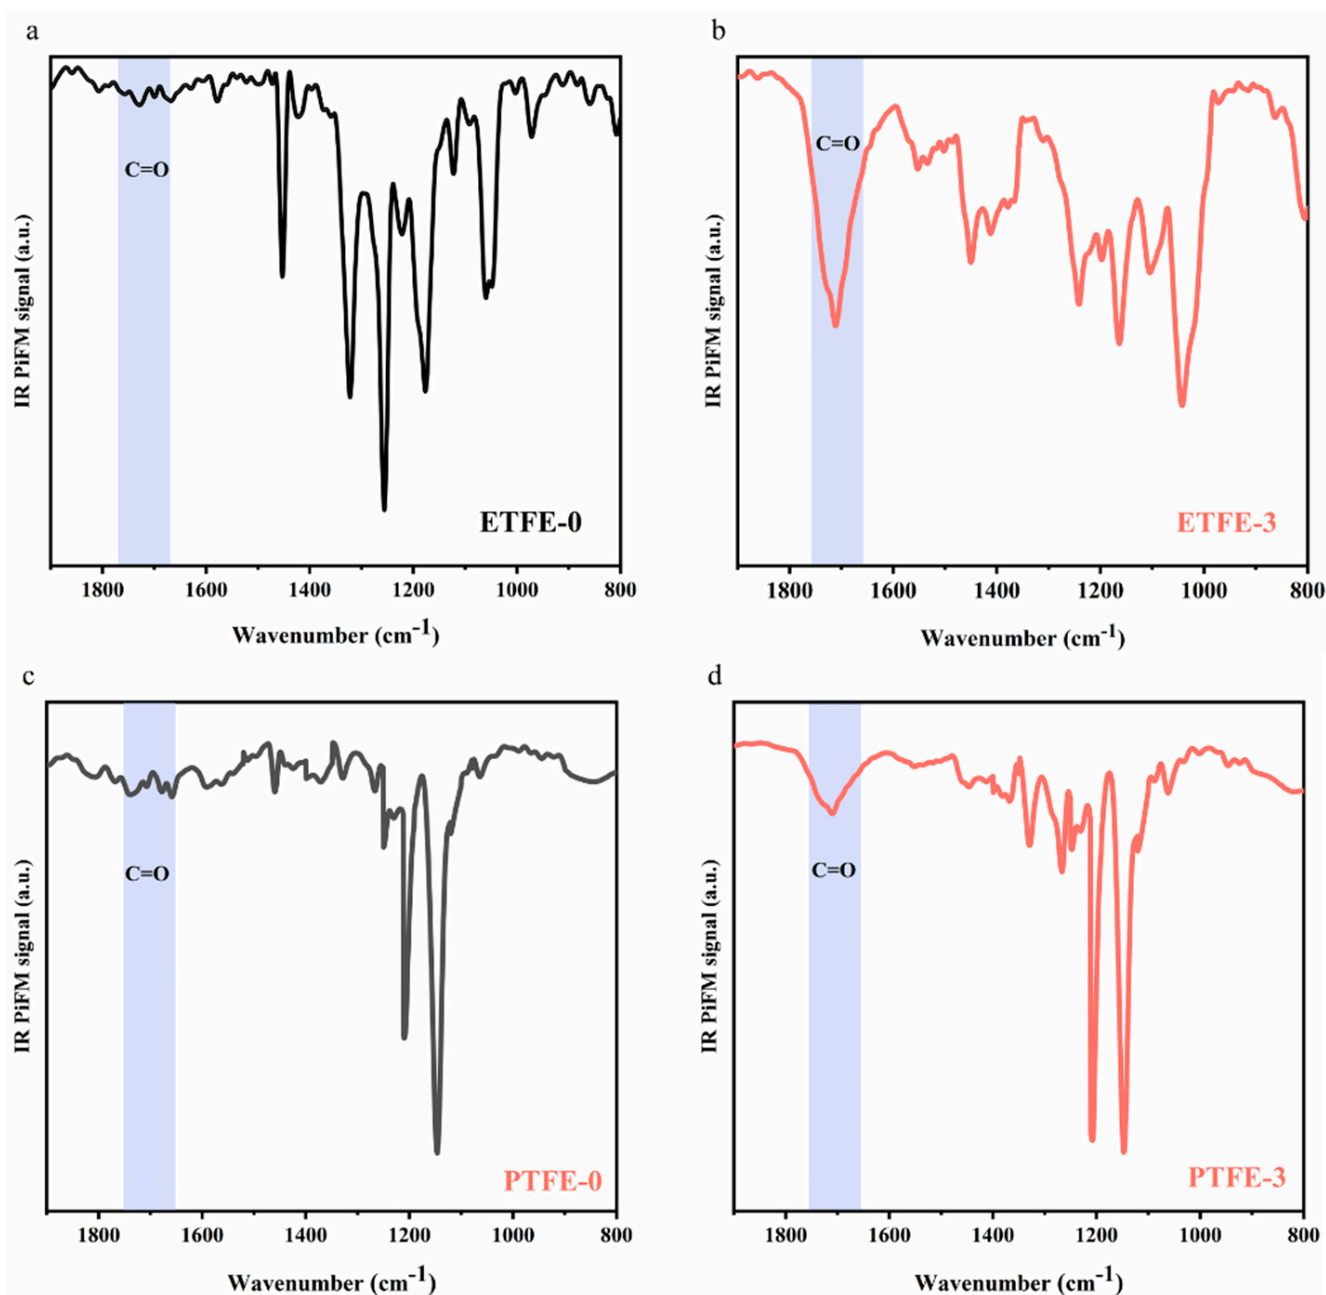 a
b
IR PiFM signal (a.u.)
C=O
ETFE-0
1800 1600 1400 1200 1000 800
Wavenumber (cm-1)
IR PiFM signal (a.u.)
C=O
ETFE-3
1800 1600 1400 1200 1000 800
Wavenumber (cm-1)
c
d
IR PiFM signal (a.u.)
C=O
PTFE-0
1800 1600 1400 1200 1000 800
Wavenumber (cm-1)
IR PiFM signal (a.u.)
C=O
PTFE-3
1800 1600 1400 1200 1000 800
Wavenumber (cm-1)